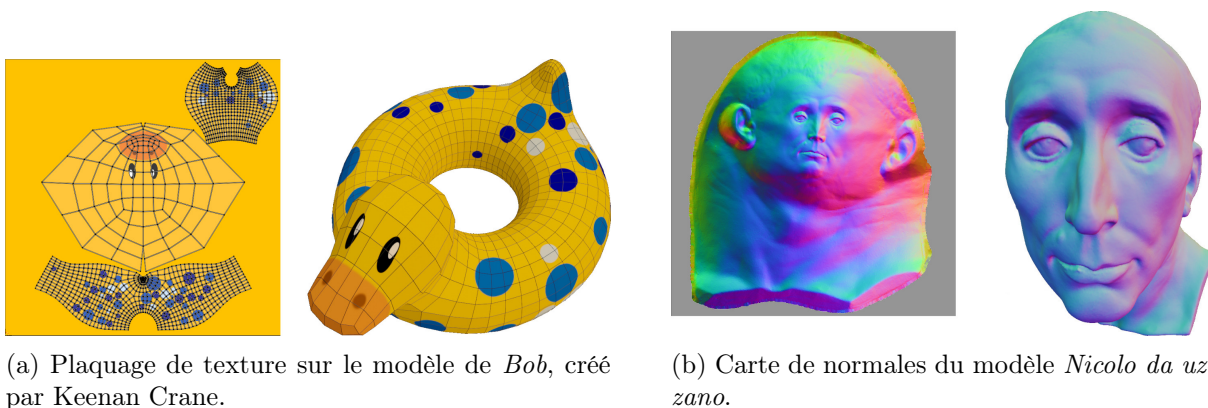 (a) Plaquage de texture sur le modèle de Bob, créé
par Keenan Crane.
(b) Carte de normales du modèle Nicolo da uz
zano.